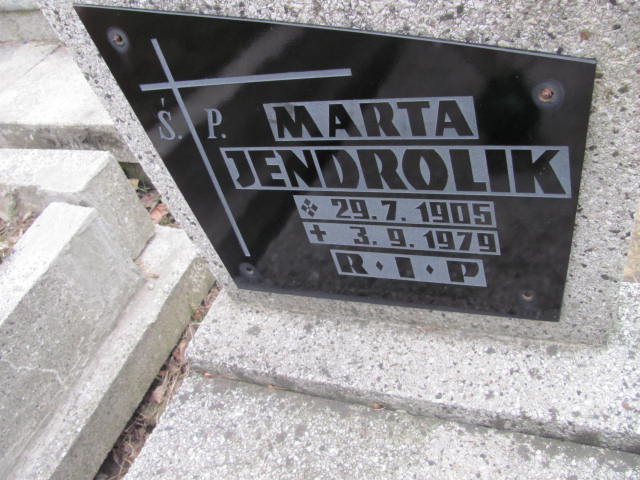 Ś. P.
MARTA
JENDROLIK
29.7.1905
3.9.1979
R·I·P